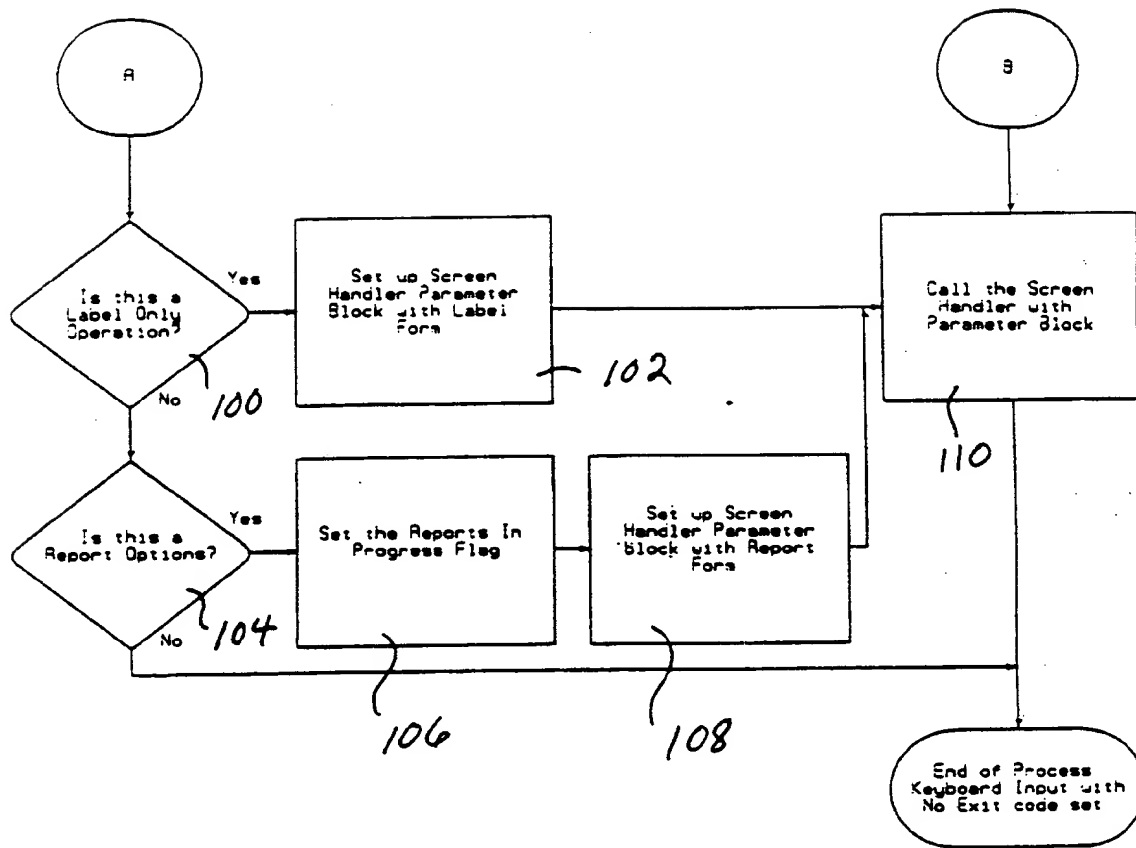 A
B
Is this a
Label Only
Operation?
Yes
No
100
Set up Screen
Handler Parameter
Block with Label
Form
102
Call the Screen
Handler with
Parameter Block
110
Is this a
Report Options?
Yes
No
104
Set the Reports In
Progress Flag
106
Set up Screen
Handler Parameter
Block with Report
Form
108
End of Process
Keyboard Input with
No Exit code set